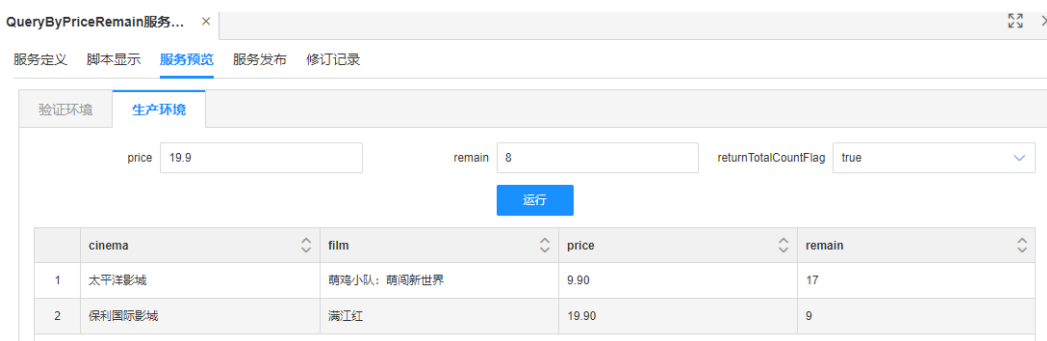 QueryByPriceRemain服务... ×
服务定义 脚本显示 服务预览 服务发布 修订记录
验证环境 生产环境
price 19.9 remain 8 returnTotalCountFlag true
运行
cinema film price remain
1 太平洋影城 萌鸡小队：萌闯新世界 9.90 17
2 保利国际影城 满江红 19.90 9